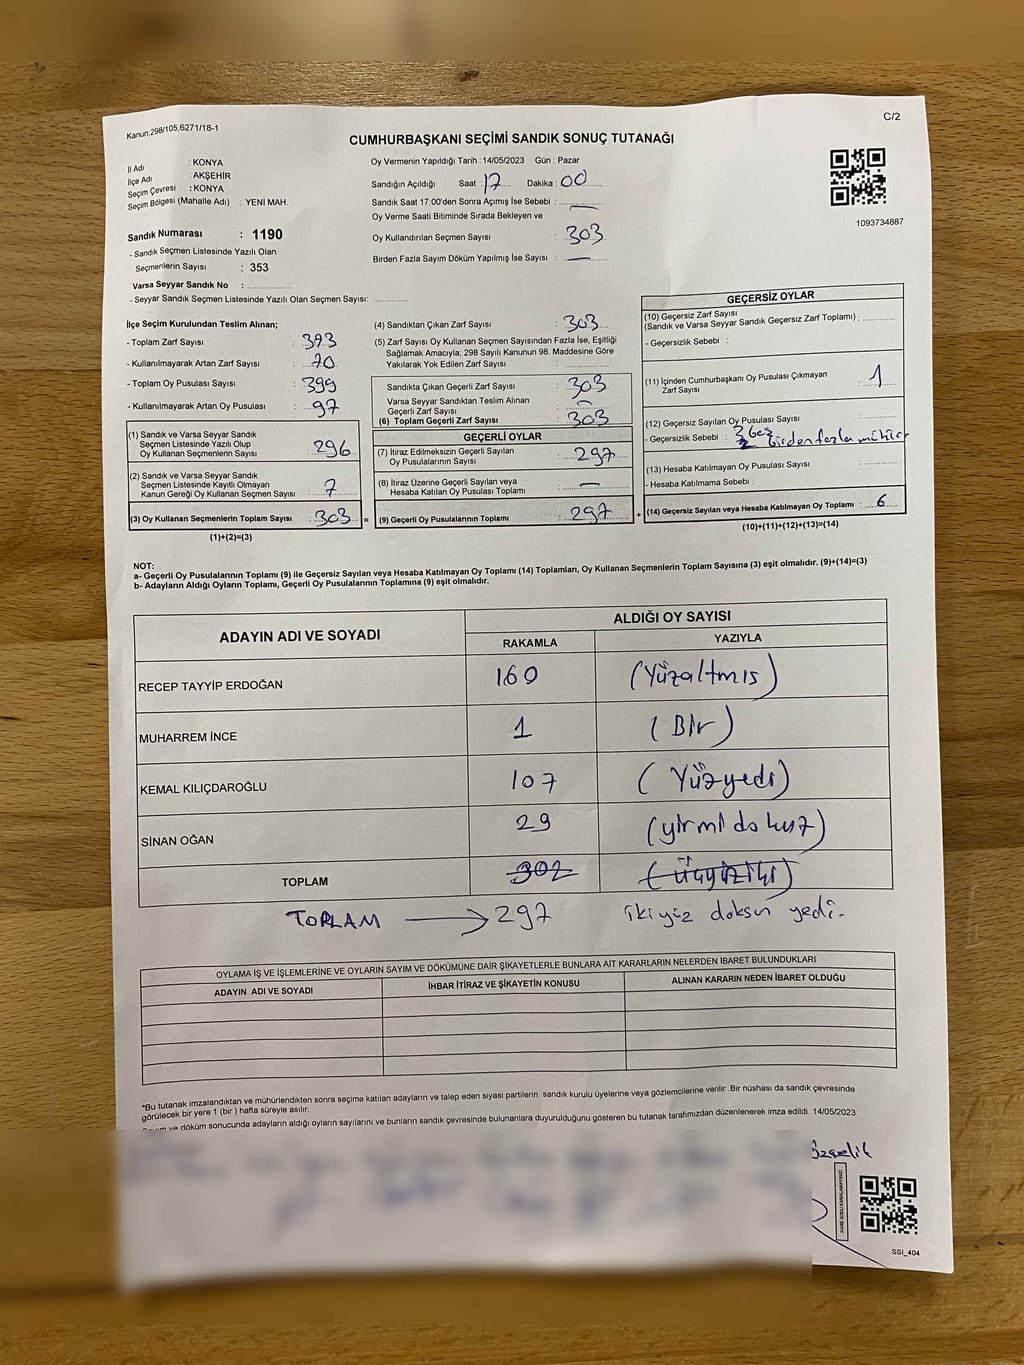 Kanun.298/105,6271/18-1
C/2
CUMHURBAŞKANI SEÇİMİ SANDIK SONUÇ TUTANAĞI
İl Adı : KONYA
İlçe Adı : AKŞEHİR
Seçim Çevresi : KONYA
Seçim Bölgesi (Mahalle Adı) : YENİ MAH.
Sandık Numarası : 1190
- Sandık Seçmen Listesinde Yazılı Olan
Seçmenlerin Sayısı : 353
Varsa Seyyar Sandık No :
- Seyyar Sandık Seçmen Listesinde Yazılı Olan Seçmen Sayısı:
Oy Vermenin Yapıldığı Tarih :14/05/2023 Gün : Pazar
Sandığın Açıldığı Saat : 17 Dakika : 00
Sandık Saat 17:00'den Sonra Açımış İse Sebebi : —
Oy Verme Saati Bitiminde Sırada Bekleyen ve
Oy Kullandırılan Seçmen Sayısı : 303
Birden Fazla Sayım Döküm Yapılmış İse Sayısı : —
1093734887
İlçe Seçim Kurulundan Teslim Alınan;
- Toplam Zarf Sayısı : 373
- Kullanılmayarak Artan Zarf Sayısı : 70
- Toplam Oy Pusulası Sayısı : 399
- Kullanılmayarak Artan Oy Pusulası : 97
(1) Sandık ve Varsa Seyyar Sandık
Seçmen Listesinde Yazılı Olup
Oy Kullanan Seçmenlerin Sayısı : 296
(2) Sandık ve Varsa Seyyar Sandık
Seçmen Listesinde Kayıtlı Olmayan
Kanun Gereği Oy Kullanan Seçmen Sayısı : 7
(3) Oy Kullanan Seçmenlerin Toplam Sayısı : 303 =
(1)+(2)=(3)
(4) Sandıktan Çıkan Zarf Sayısı : 303
(5) Zarf Sayısı Oy Kullanan Seçmen Sayısından Fazla İse, Eşitliği
Sağlamak Amacıyla; 298 Sayılı Kanunun 98. Maddesine Göre
Yakılarak Yok Edilen Zarf Sayısı :
Sandıkta Çıkan Geçerli Zarf Sayısı : 303
Varsa Seyyar Sandıktan Teslim Alınan
Geçerli Zarf Sayısı : —
(6) Toplam Geçerli Zarf Sayısı : 303
GEÇERLİ OYLAR
(7) İtiraz Edilmeksizin Geçerli Sayılan
Oy Pusulalarının Sayısı : 297
(8) İtiraz Üzerine Geçerli Sayılan veya
Hesaba Katılan Oy Pusulası Toplamı : —
(9) Geçerli Oy Pusulalarının Toplamı : 297 +
GEÇERSİZ OYLAR
(10) Geçersiz Zarf Sayısı
(Sandık ve Varsa Seyyar Sandık Geçersiz Zarf Toplamı) :
- Geçersizlik Sebebi :
(11) İçinden Cumhurbaşkanı Oy Pusulası Çıkmayan
Zarf Sayısı : 1
(12) Geçersiz Sayılan Oy Pusulası Sayısı :
- Geçersizlik Sebebi : 3 boş
2 birden fazla mühür
(13) Hesaba Katılmayan Oy Pusulası Sayısı :
- Hesaba Katılmama Sebebi :
(14) Geçersiz Sayılan veya Hesaba Katılmayan Oy Toplamı : 6
(10)+(11)+(12)+(13)=(14)
NOT:
a- Geçerli Oy Pusulalarının Toplamı (9) ile Geçersiz Sayılan veya Hesaba Katılmayan Oy Toplamı (14) Toplamları, Oy Kullanan Seçmenlerin Toplam Sayısına (3) eşit olmalıdır. (9)+(14)=(3)
b- Adayların Aldığı Oyların Toplamı, Geçerli Oy Pusulalarının Toplamına (9) eşit olmalıdır.
ADAYIN ADI VE SOYADI
ALDIĞI OY SAYISI
RAKAMLA YAZIYLA
RECEP TAYYİP ERDOĞAN 160 (Yüzaltmış)
MUHARREM İNCE 1 (Bir)
KEMAL KILIÇDAROĞLU 107 (Yüzyedi)
SİNAN OĞAN 29 (yirmi dokuz)
TOPLAM 302 (üçyüziki)
TOPLAM → 297 ikiyüz doksan yedi.
OYLAMA İŞ VE İŞLEMLERİNE VE OYLARIN SAYIM VE DÖKÜMÜNE DAİR ŞİKAYETLERLE BUNLARA AİT KARARLARIN NELERDEN İBARET BULUNDUKLARI
ADAYIN ADI VE SOYADI İHBAR İTİRAZ VE ŞİKAYETİN KONUSU ALINAN KARARIN NEDEN İBARET OLDUĞU
*Bu tutanak imzalandıktan ve mühürlendikten sonra seçime katılan adayların ve talep eden siyasi partilerin sandık kurulu üyelerine veya gözlemcilerine verilir .Bir nüshası da sandık çevresinde
görülecek bir yere 1 (bir ) hafta süreyle asılır.
ve döküm sonucunda adayların aldığı oyların sayılarını ve bunların sandık çevresinde bulunanlara duyurulduğunu gösteren bu tutanak tarafımızdan düzenlenerek imza edildi. 14/05/2023
SSI_404